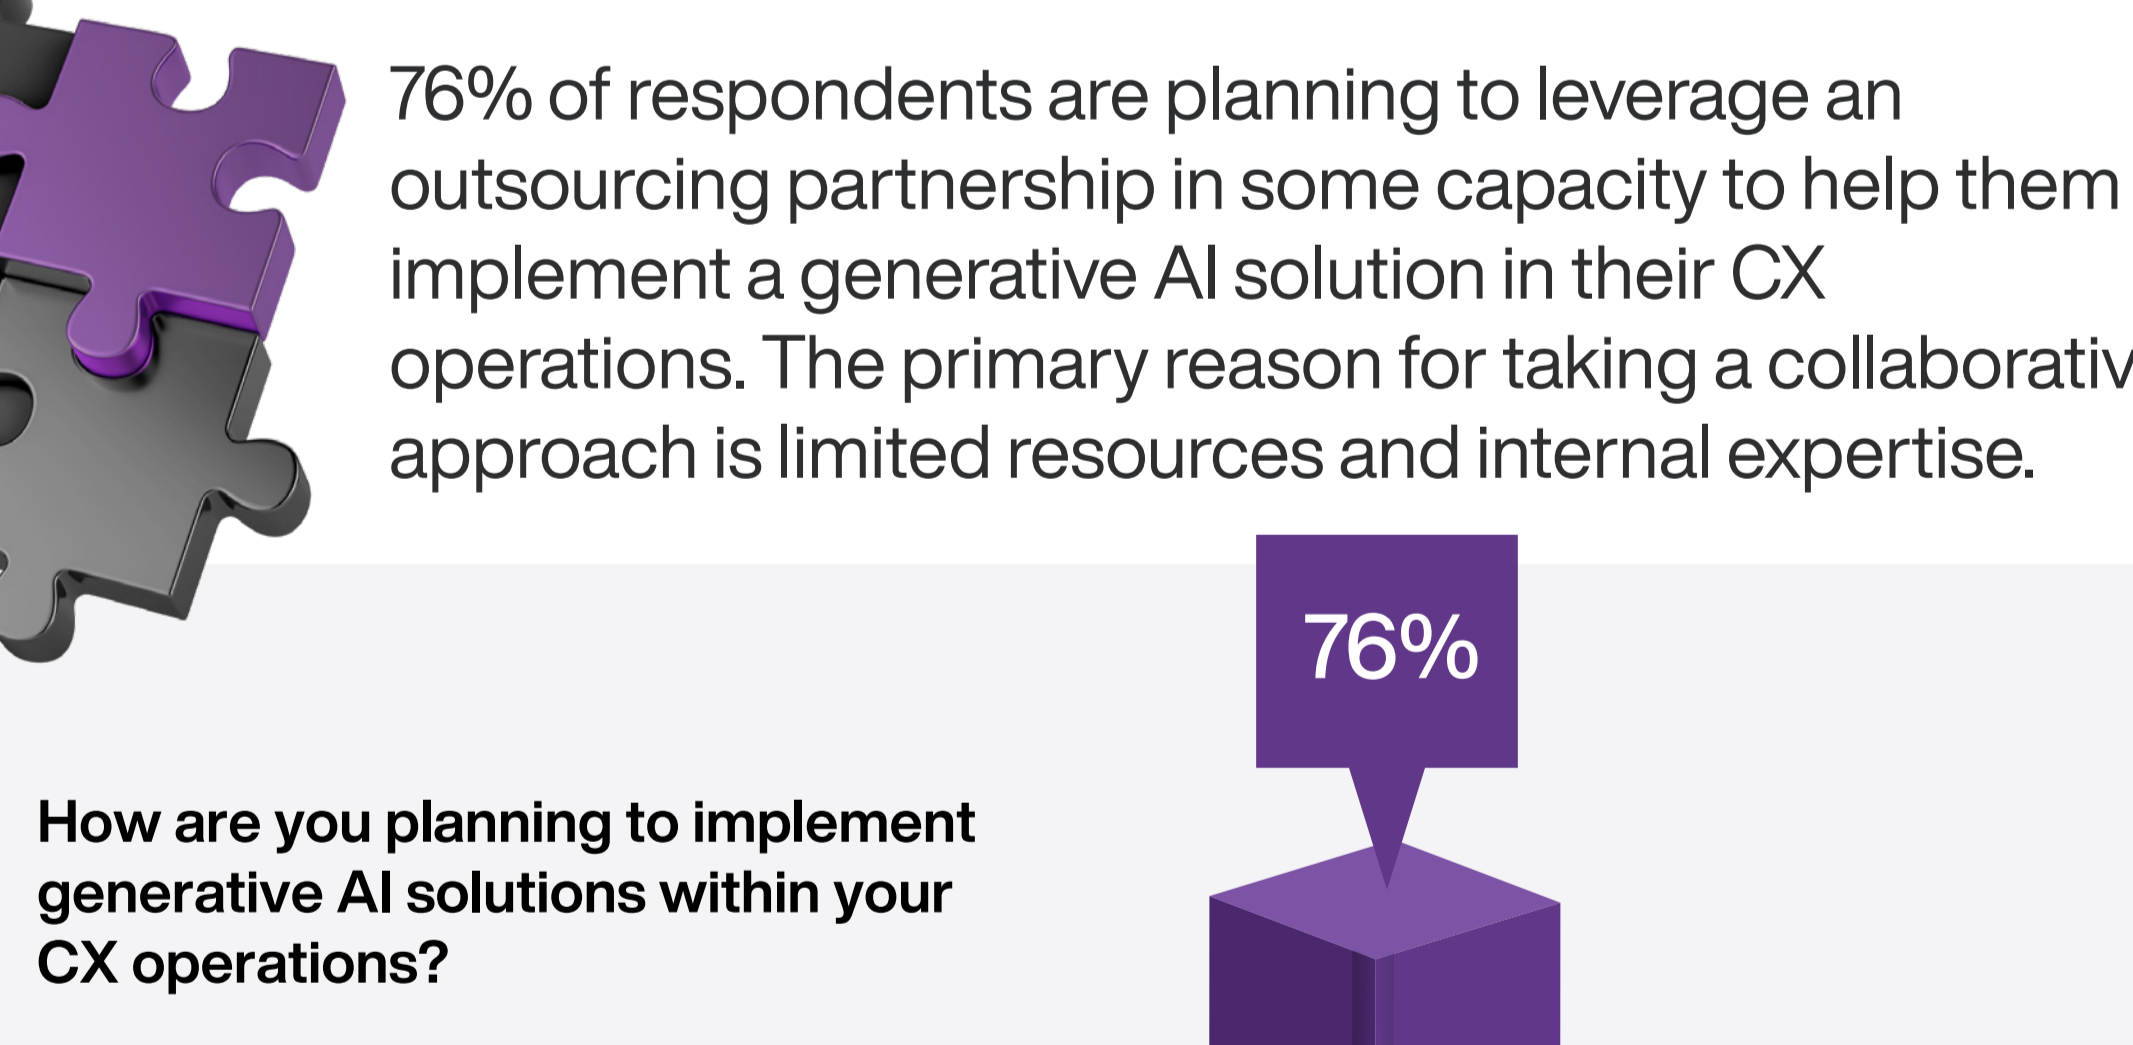 76% of respondents are planning to leverage an
outsourcing partnership in some capacity to help them
implement a generative AI solution in their CX
operations. The primary reason for taking a collaborativ
approach is limited resources and internal expertise.
76%
How are you planning to implement
generative AI solutions within your
CX operations?